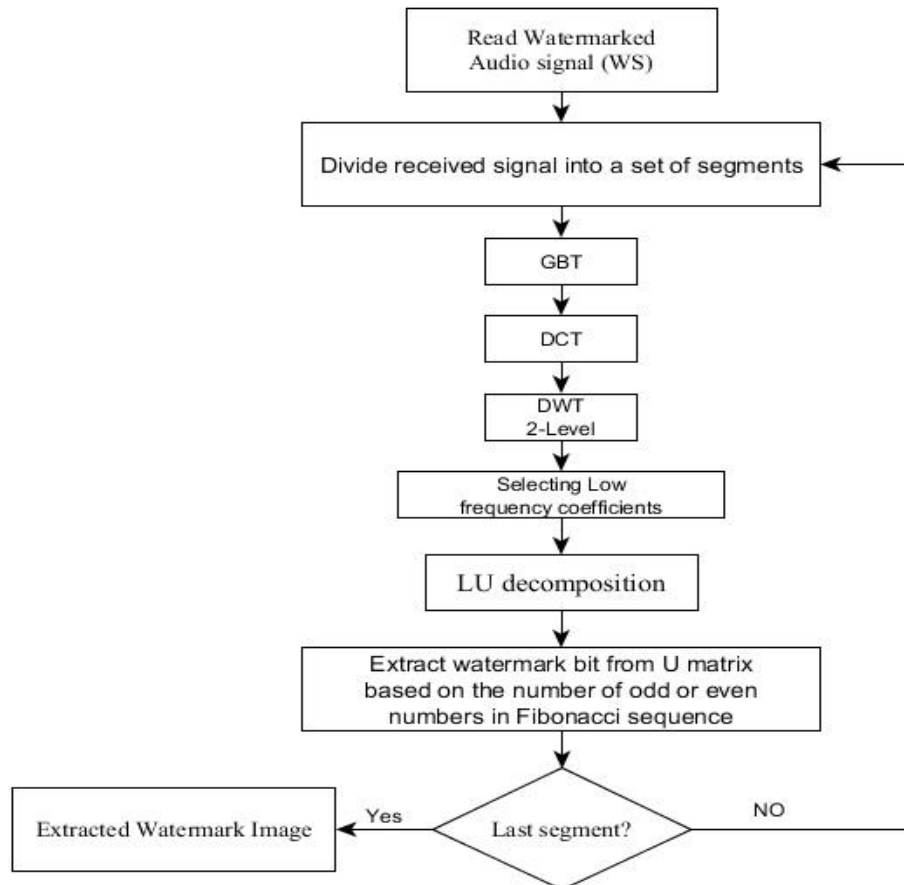 Read Watermarked
Audio signal (WS)
Divide received signal into a set of segments
GBT
DCT
DWT
2-Level
Selecting Low
frequency coefficients
LU decomposition
Extract watermark bit from U matrix
based on the number of odd or even
numbers in Fibonacci sequence
Extracted Watermark Image
Yes
Last segment?
NO